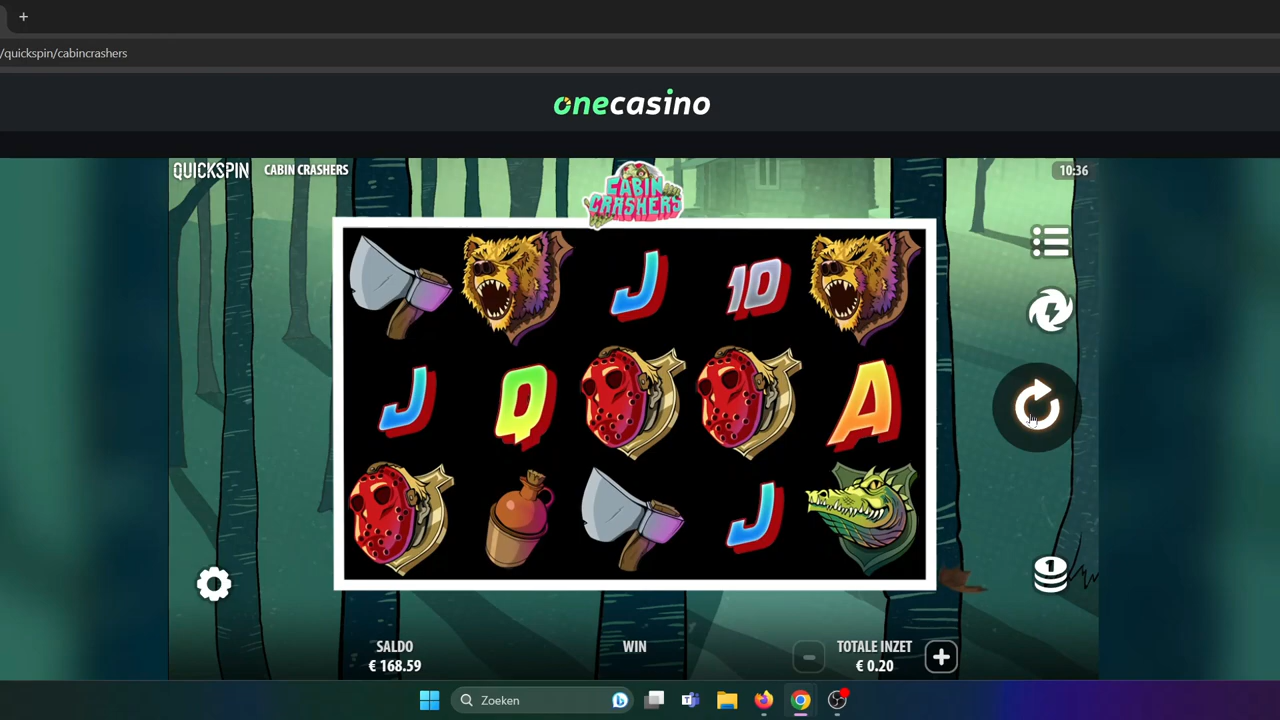 /quickspin/cabincrashers
onecasino
QUICKSPIN CABIN CRASHERS
10:36
CABIN
CRASHERS
J 10
J Q A
J
1
SALDO WIN TOTALE INZET
€ 168.59 € 0.20
Zoeken